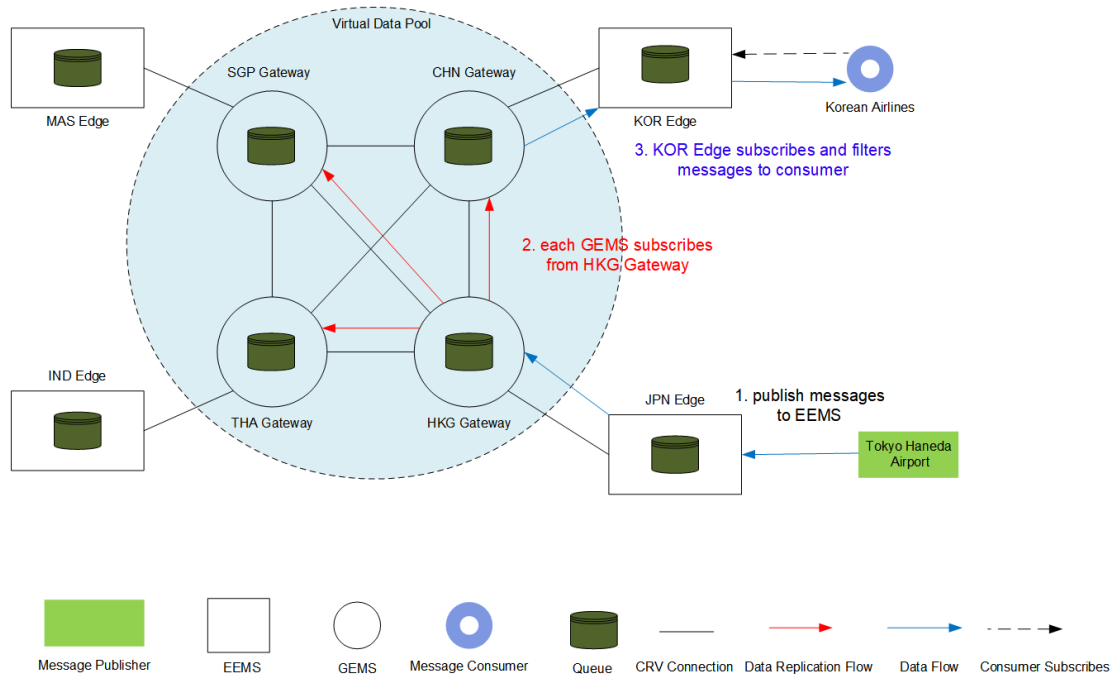 Virtual Data Pool
SGP Gateway
CHN Gateway
MAS Edge
KOR Edge
Korean Airlines
3. KOR Edge subscribes and filters
messages to consumer
2. each GEMS subscribes
from HKG Gateway
IND Edge
THA Gateway
HKG Gateway
JPN Edge
1. publish messages
to EEMS
Tokyo Haneda
Airport
Message Publisher
EEMS
GEMS
Message Consumer
Queue
CRV Connection
Data Replication Flow
Data Flow
Consumer Subscribes